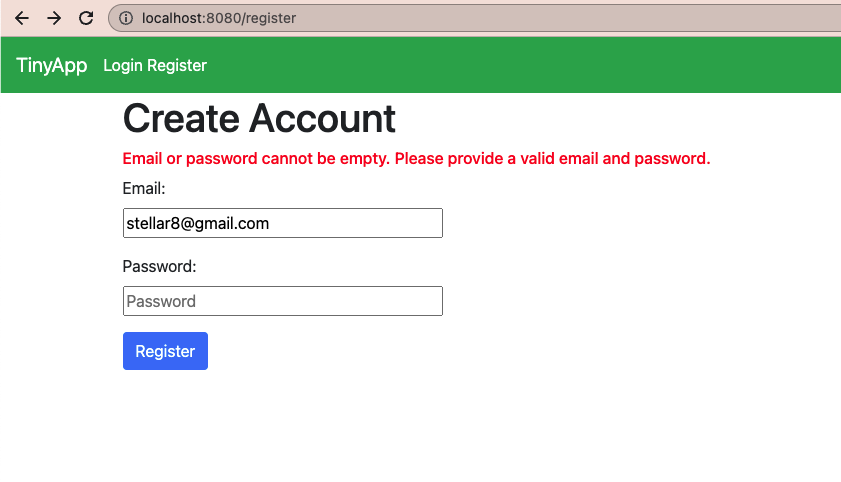 localhost:8080/register
TinyApp Login Register
Create Account
Email or password cannot be empty. Please provide a valid email and password.
Email:
stellar8@gmail.com
Password:
Password
Register